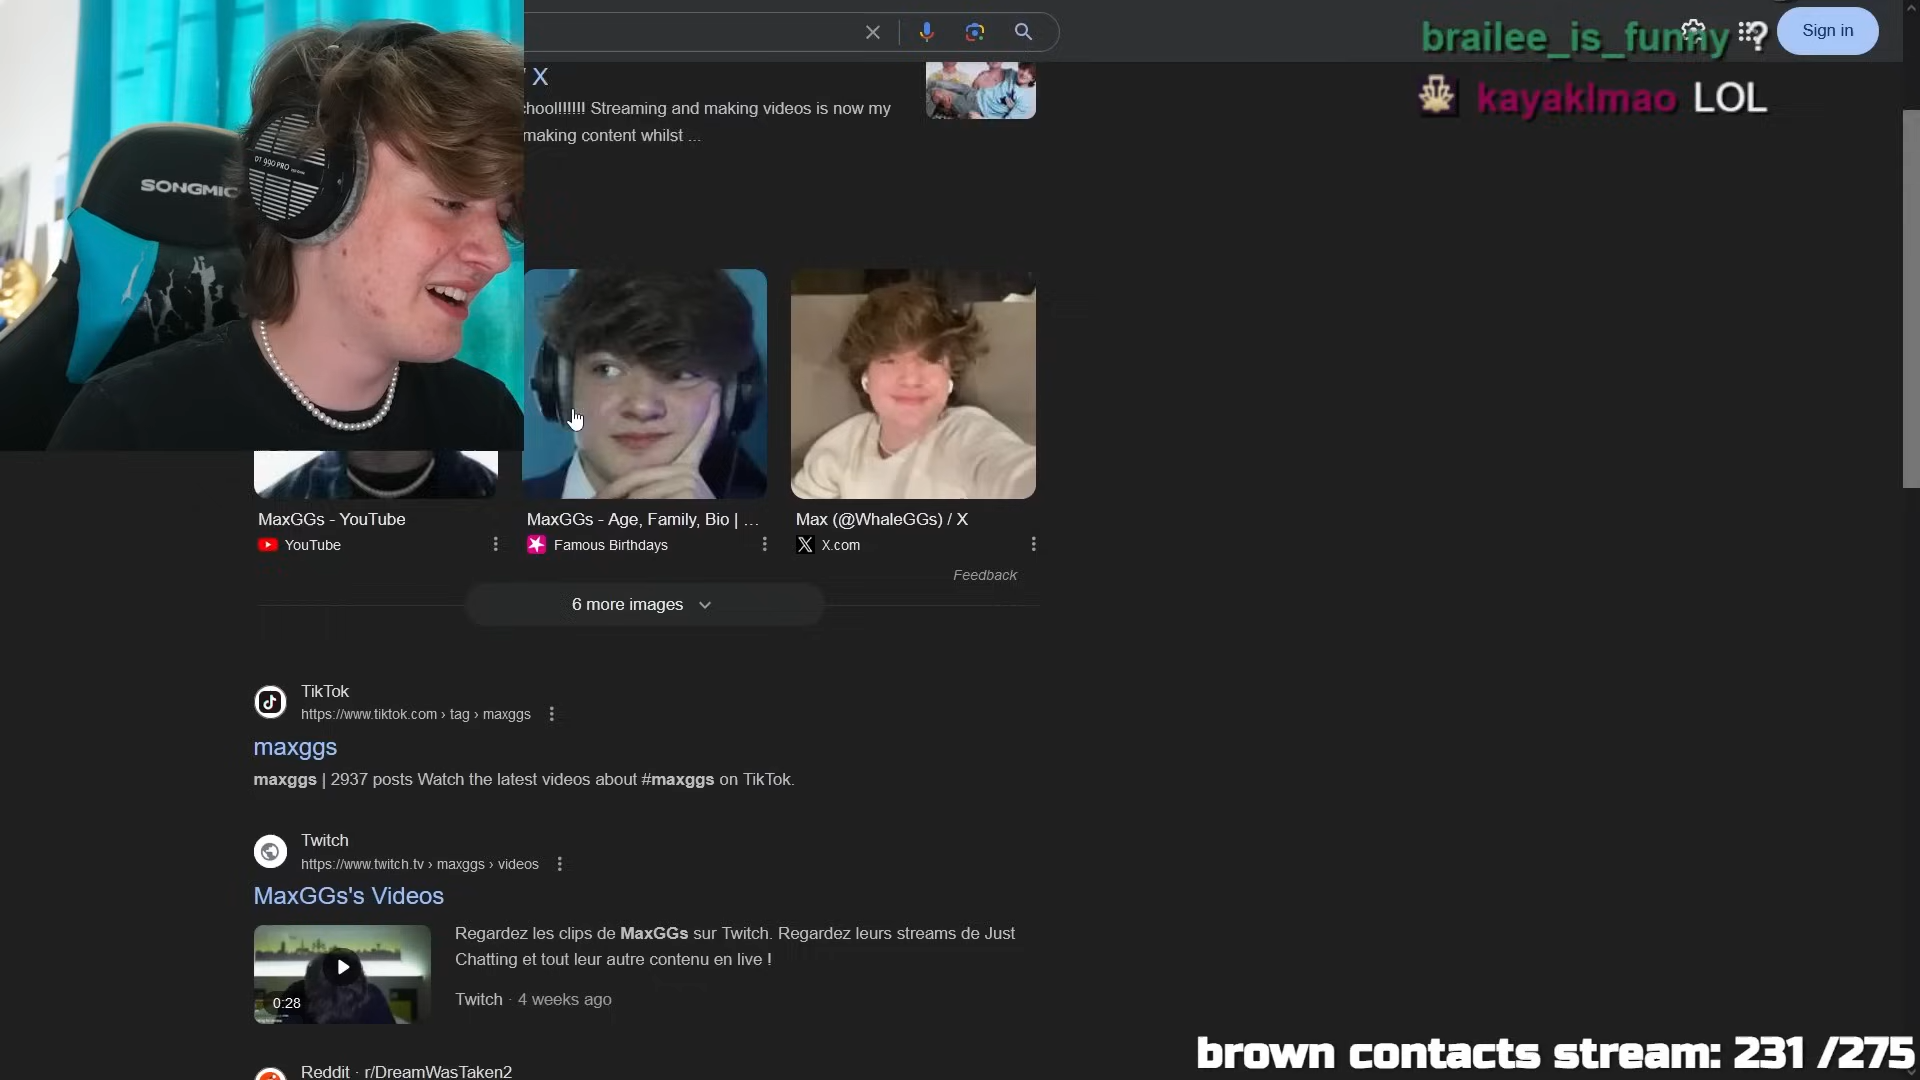 Sign in
brailee_is_funny ?
kayaklmao LOL
X
chool!!!!!! Streaming and making videos is now my
making content whilst ...
DT 990 PRO
SONGMIC
MaxGGs - YouTube
YouTube
MaxGGs - Age, Family, Bio | ...
Famous Birthdays
Max (@WhaleGGs) / X
X.com
Feedback
6 more images
TikTok
https://www.tiktok.com › tag › maxggs
maxggs
maxggs | 2937 posts Watch the latest videos about #maxggs on TikTok.
Twitch
https://www.twitch.tv › maxggs › videos
MaxGGs's Videos
Regardez les clips de MaxGGs sur Twitch. Regardez leurs streams de Just
Chatting et tout leur autre contenu en live !
0:28
Twitch · 4 weeks ago
brown contacts stream: 231 /275
Reddit · r/DreamWasTaken2